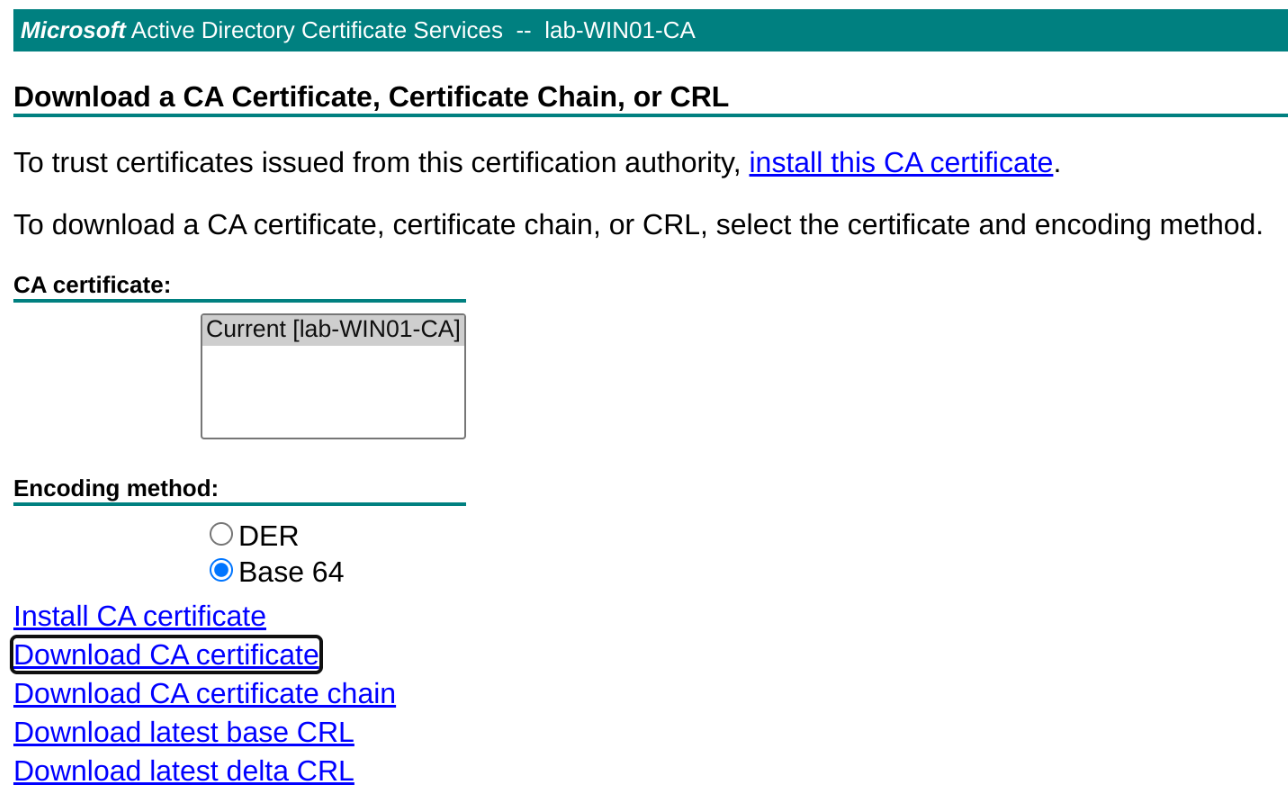 Microsoft Active Directory Certificate Services -- lab-WIN01-CA
Download a CA Certificate, Certificate Chain, or CRL
To trust certificates issued from this certification authority, install this CA certificate.
To download a CA certificate, certificate chain, or CRL, select the certificate and encoding method.
CA certificate:
Current [lab-WIN01-CA]
Encoding method:
DER
Base 64
Install CA certificate
Download CA certificate
Download CA certificate chain
Download latest base CRL
Download latest delta CRL